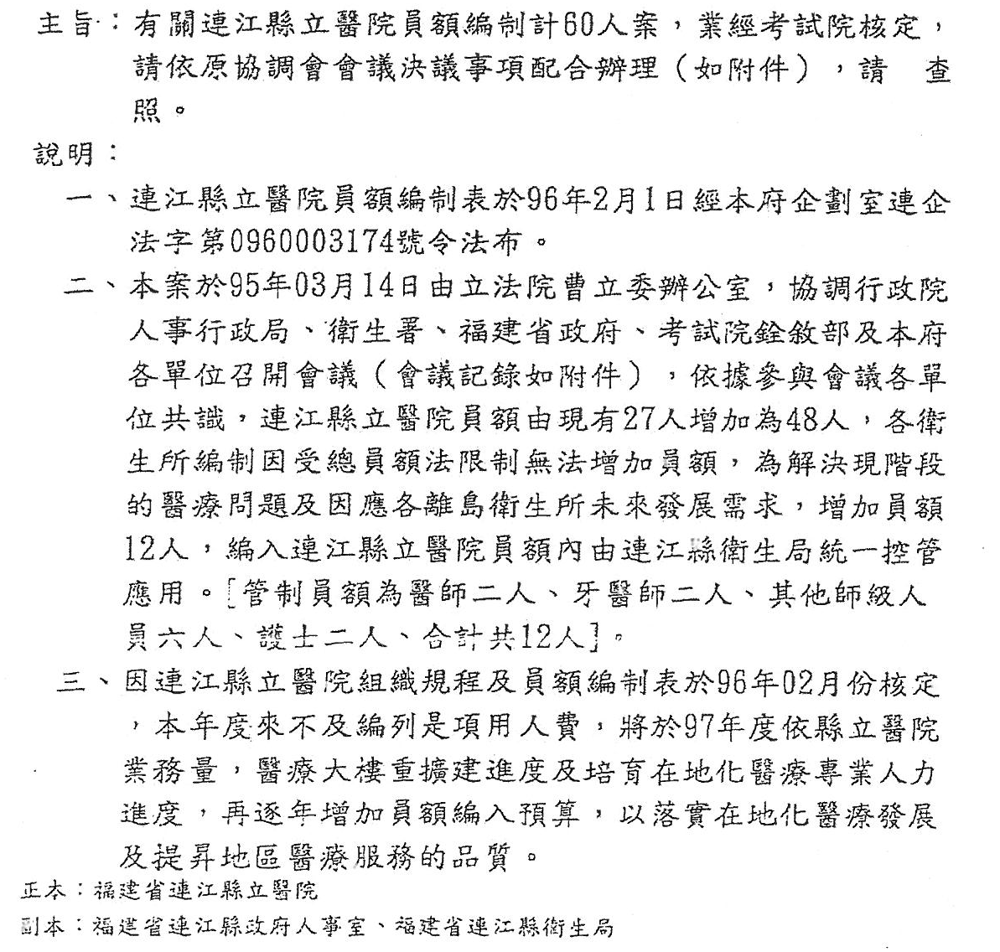 主旨：有關連江縣立醫院員額編制計60人案，業經考試院核定，
請依原協調會會議決議事項配合辦理（如附件），請　查
照。
說明：
一、連江縣立醫院員額編制表於96年2月1日經本府企劃室連企
法字第0960003174號令法布。
二、本案於95年03月14日由立法院曹立委辦公室，協調行政院
人事行政局、衛生署、福建省政府、考試院銓敘部及本府
各單位召開會議（會議記錄如附件），依據參與會議各單
位共識，連江縣立醫院員額由現有27人增加為48人，各衛
生所編制因受總員額法限制無法增加員額，為解決現階段
的醫療問題及因應各離島衛生所未來發展需求，增加員額
12人，編入連江縣立醫院員額內由連江縣衛生局統一控管
應用。[管制員額為醫師二人、牙醫師二人、其他師級人
員六人、護士二人、合計共12人]。
三、因連江縣立醫院組織規程及員額編制表於96年02月份核定
，本年度來不及編列是項用人費，將於97年度依縣立醫院
業務量，醫療大樓重擴建進度及培育在地化醫療專業人力
進度，再逐年增加員額編入預算，以落實在地化醫療發展
及提昇地區醫療服務的品質。
正本：福建省連江縣立醫院
副本：福建省連江縣政府人事室、福建省連江縣衛生局